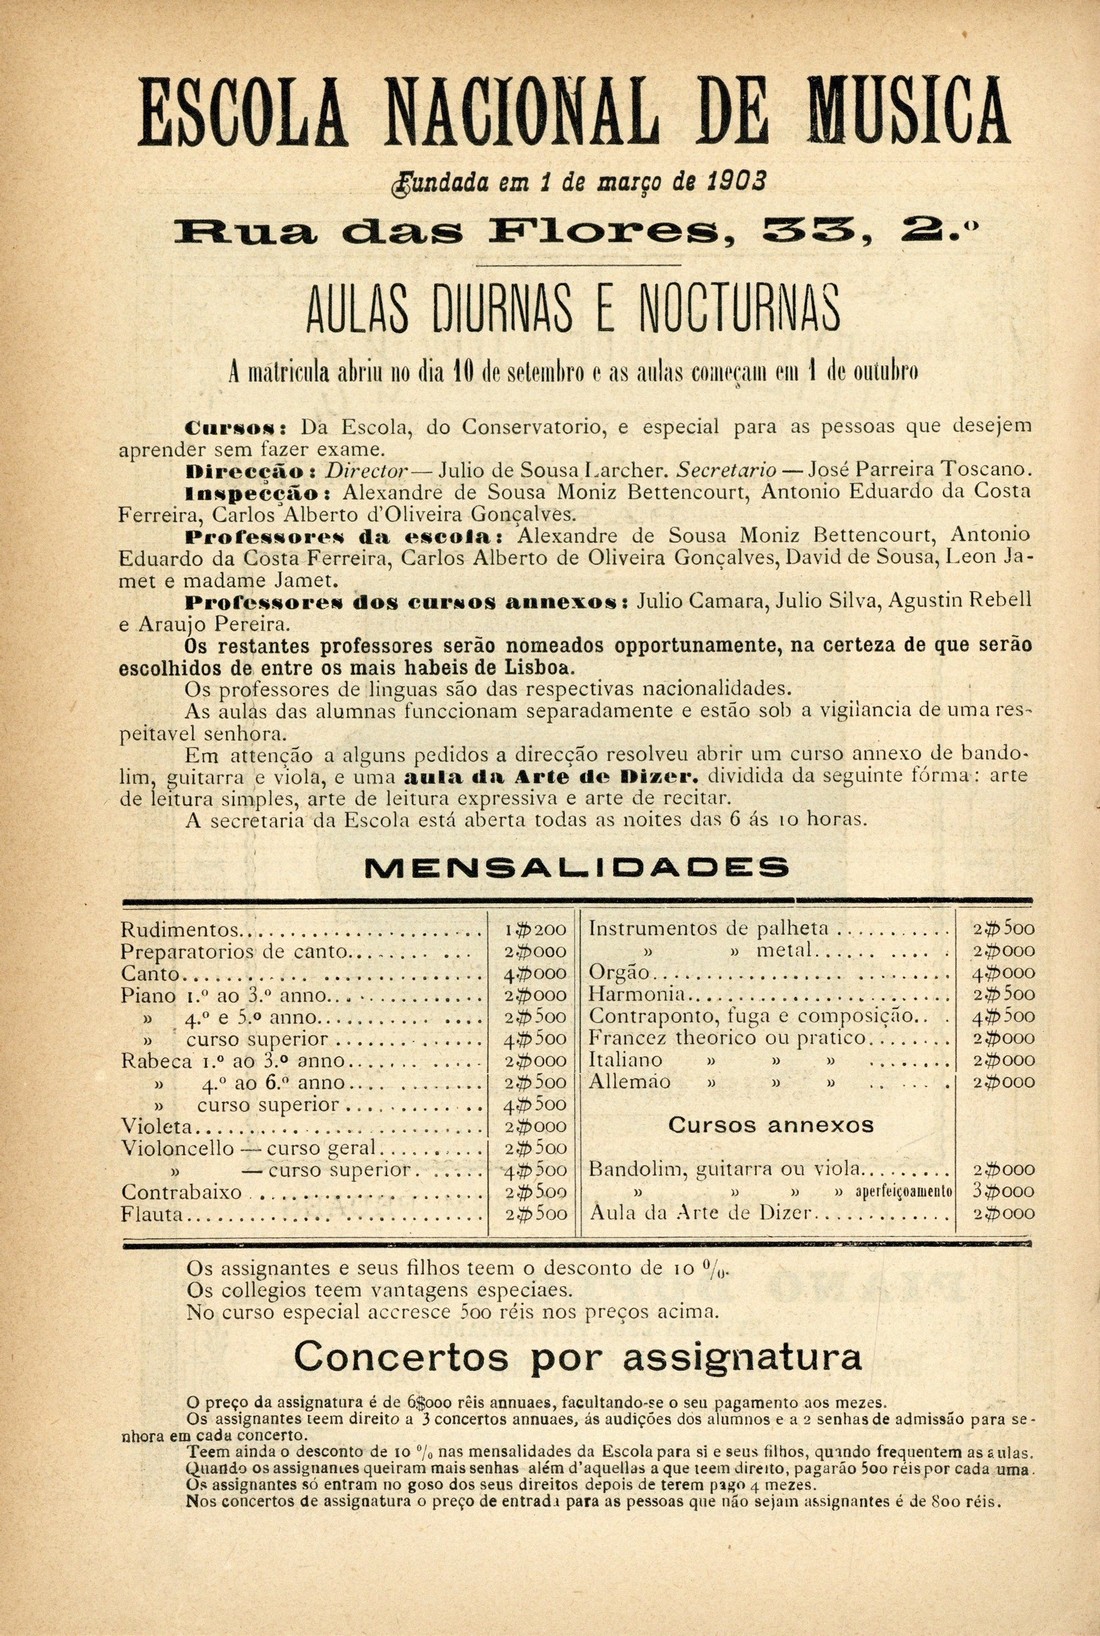 ESCOLA NACIONAL DE MUSICA
Fundada em 1 de março de 1903
Rua das Flores, 33, 2.º
AULAS DIURNAS E NOCTURNAS
A matricula abriu no dia 10 de setembro e as aulas começam em 1 de outubro
Cursos: Da Escola, do Conservatorio, e especial para as pessoas que desejem
aprender sem fazer exame.
Direcção: Director — Julio de Sousa Larcher. Secretario — José Parreira Toscano.
Inspecção: Alexandre de Sousa Moniz Bettencourt, Antonio Eduardo da Costa
Ferreira, Carlos Alberto d'Oliveira Gonçalves.
Professores da escola: Alexandre de Sousa Moniz Bettencourt, Antonio
Eduardo da Costa Ferreira, Carlos Alberto de Oliveira Gonçalves, David de Sousa, Leon Ja-
met e madame Jamet.
Professores dos cursos annexos: Julio Camara, Julio Silva, Agustin Rebell
e Araujo Pereira.
Os restantes professores serão nomeados opportunamente, na certeza de que serão
escolhidos de entre os mais habeis de Lisboa.
Os professores de linguas são das respectivas nacionalidades.
As aulas das alumnas funccionam separadamente e estão sob a vigilancia de uma res-
peitavel senhora.
Em attenção a alguns pedidos a direcção resolveu abrir um curso annexo de bando-
lim, guitarra e viola, e uma aula da Arte de Dizer. dividida da seguinte fórma: arte
de leitura simples, arte de leitura expressiva e arte de recitar.
A secretaria da Escola está aberta todas as noites das 6 ás 10 horas.
MENSALIDADES
Rudimentos........................ 1$200
Preparatorios de canto........ ... 2$000
Canto............................. 4$000
Piano 1.º ao 3.º anno............. 2$000
» 4.º e 5.º anno.............. 2$500
» curso superior ............. 4$500
Rabeca 1.º ao 3.º anno............ 2$000
» 4.º ao 6.º anno............. 2$500
» curso superior ............. 4$500
Violeta........................... 2$000
Violoncello — curso geral......... 2$500
» — curso superior....... 4$500
Contrabaixo ...................... 2$500
Flauta............................ 2$500
Instrumentos de palheta .......... 2$500
» » metal...... .... . 2$000
Orgão............................. 4$000
Harmonia.......................... 2$500
Contraponto, fuga e composição.. . 4$500
Francez theorico ou pratico....... 2$000
Italiano » » » ....... 2$000
Allemão » » » .. ... . 2$000
Cursos annexos
Bandolim, guitarra ou viola....... 2$000
» » » » aperfeiçoamento 3$000
Aula da Arte de Dizer............. 2$000
Os assignantes e seus filhos teem o desconto de 10 %.
Os collegios teem vantagens especiaes.
No curso especial accresce 500 réis nos preços acima.
Concertos por assignatura
O preço da assignatura é de 6$000 rêis annuaes, facultando-se o seu pagamento aos mezes.
Os assignantes teem direito a 3 concertos annuaes, ás audições dos alumnos e a 2 senhas de admissão para se-
nhora em cada concerto.
Teem ainda o desconto de 10 % nas mensalidades da Escola para si e seus filhos, quando frequentem as aulas.
Quando os assignantes queiram mais senhas além d'aquellas a que teem direito, pagarão 500 réis por cada uma.
Os assignantes só entram no goso dos seus direitos depois de terem pago 4 mezes.
Nos concertos de assignatura o preço de entrada para as pessoas que não sejam assignantes é de 800 réis.